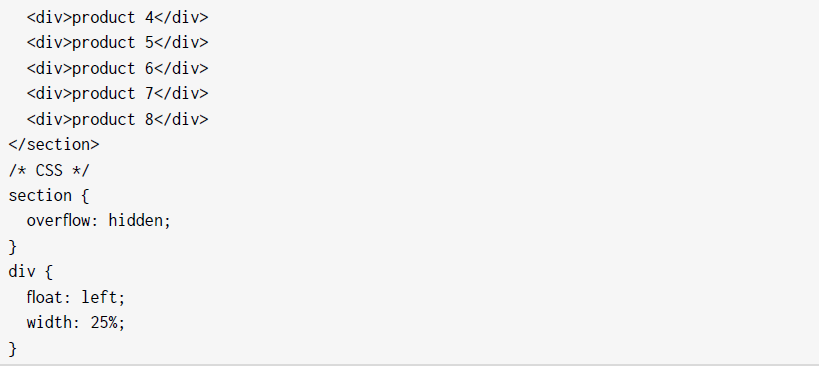 <div>product 4</div>
<div>product 5</div>
<div>product 6</div>
<div>product 7</div>
<div>product 8</div>
</section>
/* CSS */
section {
overflow: hidden;
}
div {
float: left;
width: 25%;
}